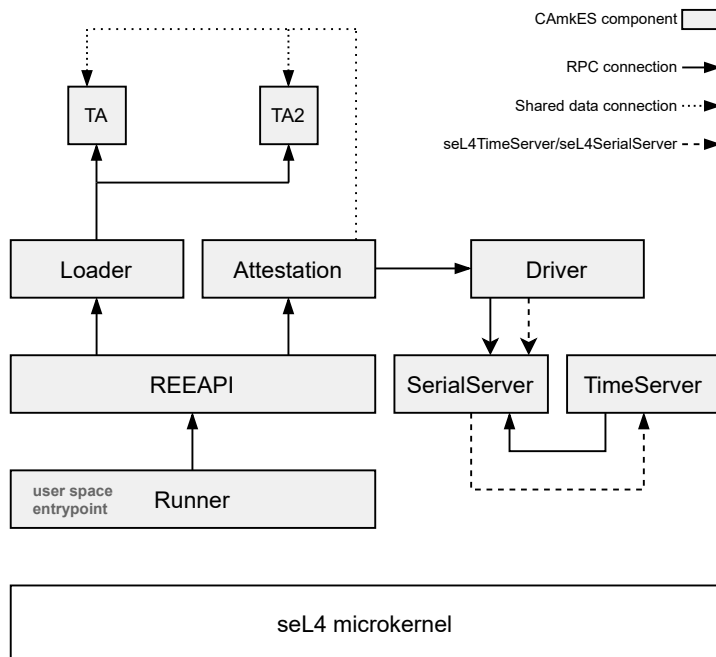 CAmkES component
RPC connection
Shared data connection
seL4TimeServer/seL4SerialServer
TA
TA2
Loader
Attestation
Driver
REEAPI
SerialServer
TimeServer
user space
entrypoint
Runner
seL4 microkernel